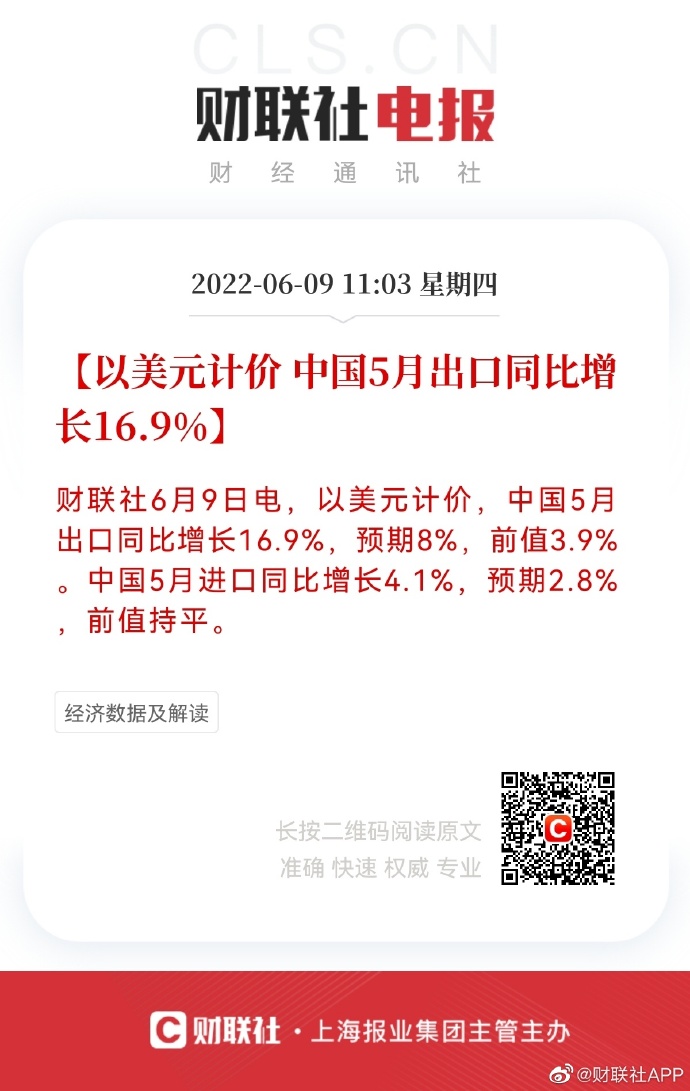 CLS.CN
财联社电报
财经通讯社
2022-06-09 11:03 星期四
【以美元计价 中国5月出口同比增
长16.9%】
财联社6月9日电，以美元计价，中国5月
出口同比增长16.9%，预期8%，前值3.9%
。中国5月进口同比增长4.1%，预期2.8%
，前值持平。
经济数据及解读
长按二维码阅读原文
准确 快速 权威 专业
财联社·上海报业集团主管主办
@财联社APP